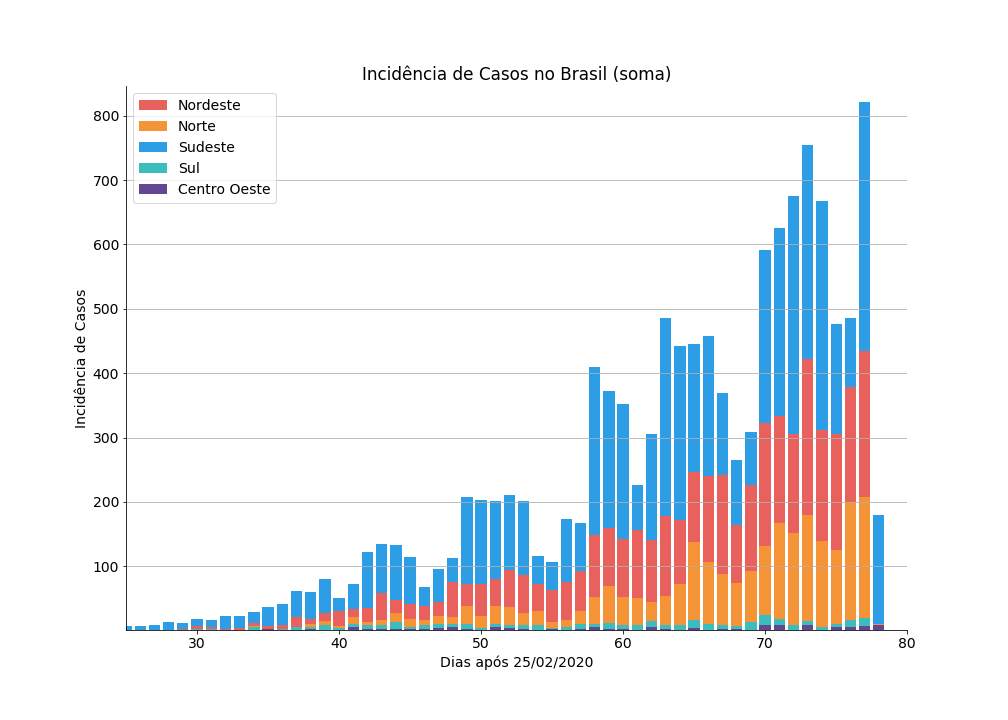 Incidência de Casos no Brasil (soma)
Nordeste
Norte
Sudeste
Sul
Centro Oeste
Incidência de Casos
800
700
600
500
400
300
200
100
30
40
50
60
70
80
Dias após 25/02/2020